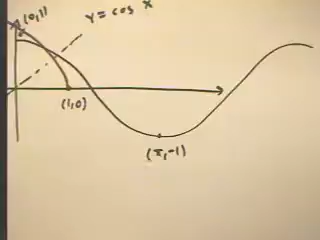 (0,1)
y = cos x
(1,0)
(π,-1)